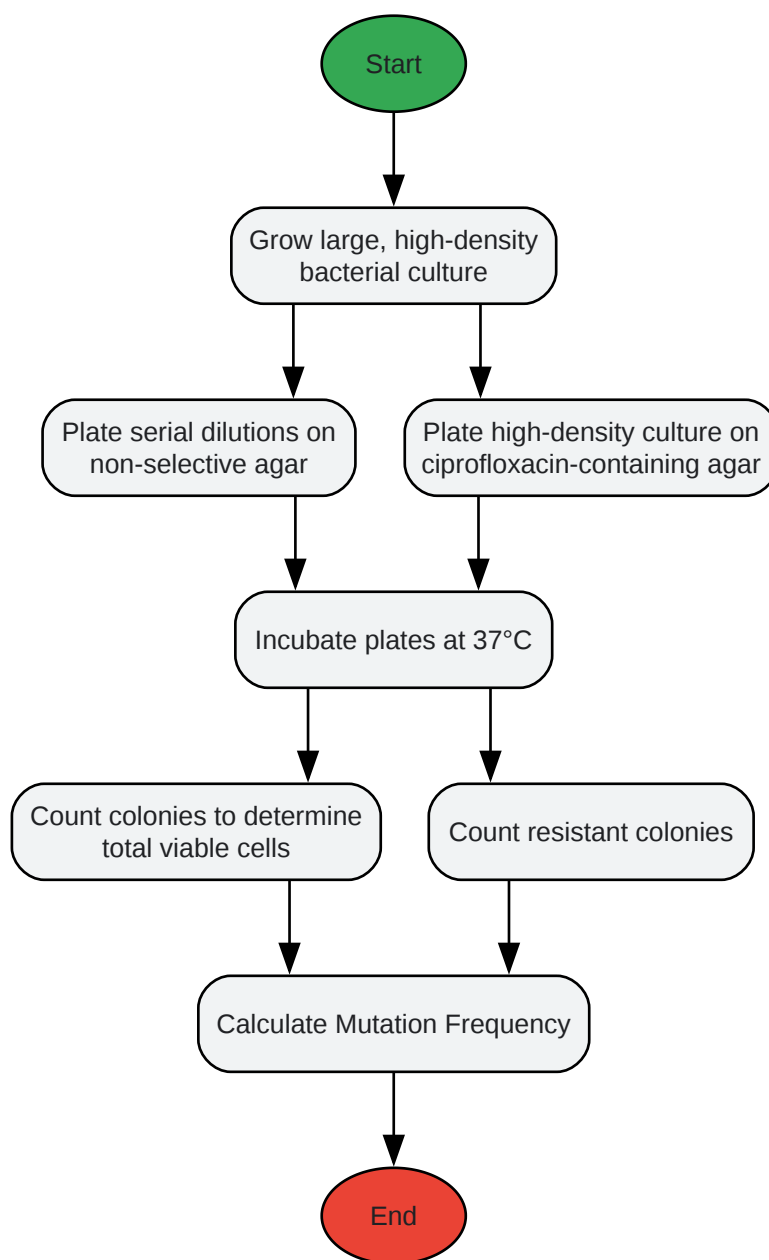 Start
Grow large, high-density
bacterial culture
Plate serial dilutions on
non-selective agar
Plate high-density culture on
ciprofloxacin-containing agar
Incubate plates at 37°C
Count colonies to determine
total viable cells
Count resistant colonies
Calculate Mutation Frequency
End